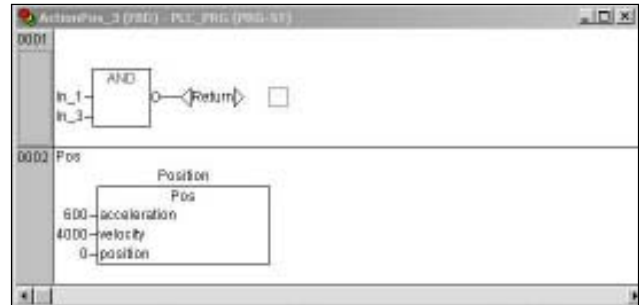 ActionPos_3 (FBD) - PLC_PRG (PRG-ST)
0001
AND
In_1
In_3
Return
0002 Pos
Position
Pos
600 acceleration
4000 velocity
0 position